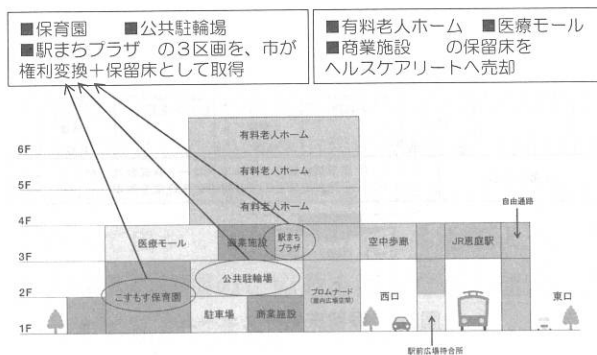 ■保育園　　■公共駐輪場
■駅まちプラザ　の３区画を、市が
権利変換＋保留床として取得
■有料老人ホーム　■医療モール
■商業施設　　の保留床を
ヘルスケアリートへ売却
6F
有料老人ホーム
5F
有料老人ホーム
4F
有料老人ホーム
自由通路
医療モール
商業施設
駅まち
プラザ
空中歩廊
JR恵庭駅
3F
公共駐輪場
こすもす保育園
プロムナード
(屋内広場空間)
西口
東口
2F
駐車場
商業施設
1F
駅前広場待合所